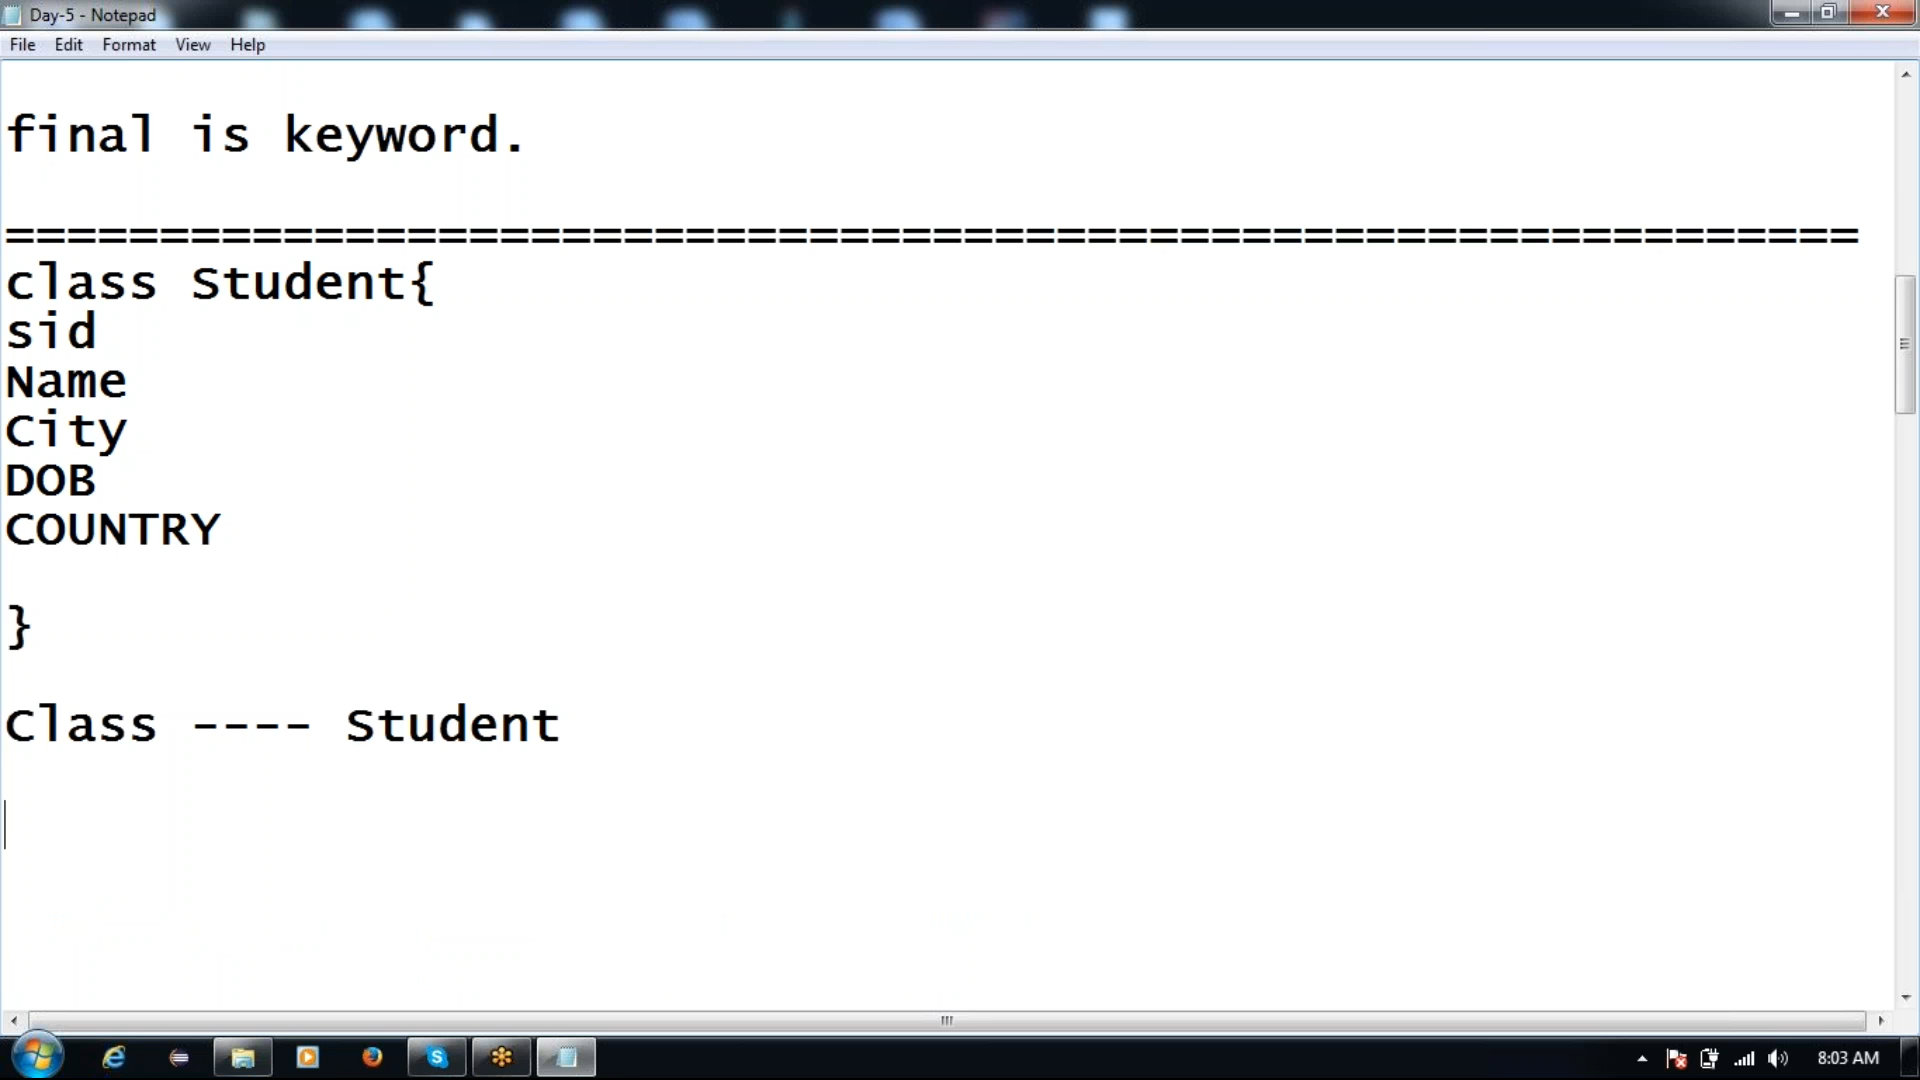 Day-5 - Notepad
File Edit Format View Help
final is keyword.
============================================================
class Student{
sid
Name
City
DOB
COUNTRY
}
Class ---- Student
8:03 AM